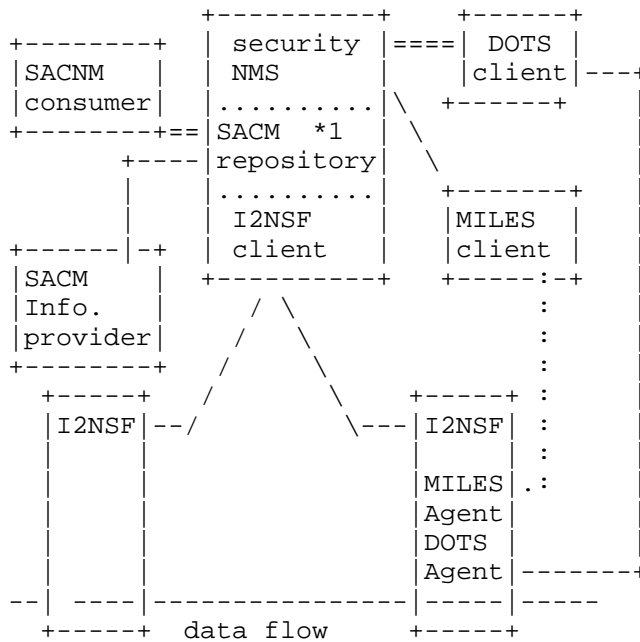 security
NMS
DOTS
client
SACNM
consumer
SACM *1
repository
I2NSF
client
MILES
client
SACM
Info.
provider
I2NSF
I2NSF
MILES
Agent
DOTS
Agent
data flow